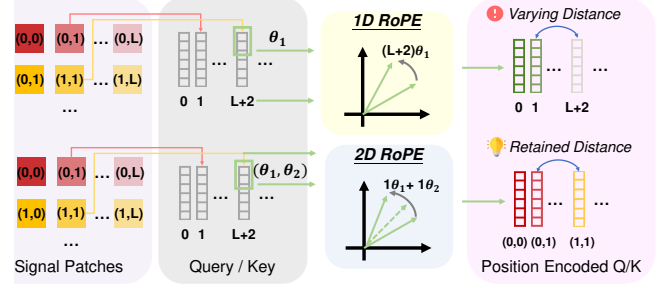 (0,0) (0,1) ... (0,L)
(0,1) (1,1) ... (1,L)
...
... ...
0 1 L+2
θ₁
1D RoPE
(L+2)θ₁
Varying Distance
... ...
0 1 L+2
(0,0) (0,1) ... (0,L)
(1,0) (1,1) ... (1,L)
...
... ...
0 1 L+2
(θ₁, θ₂)
2D RoPE
1θ₁+ 1θ₂
Retained Distance
... ...
(0,0) (0,1) (1,1)
Signal Patches
Query / Key
Position Encoded Q/K